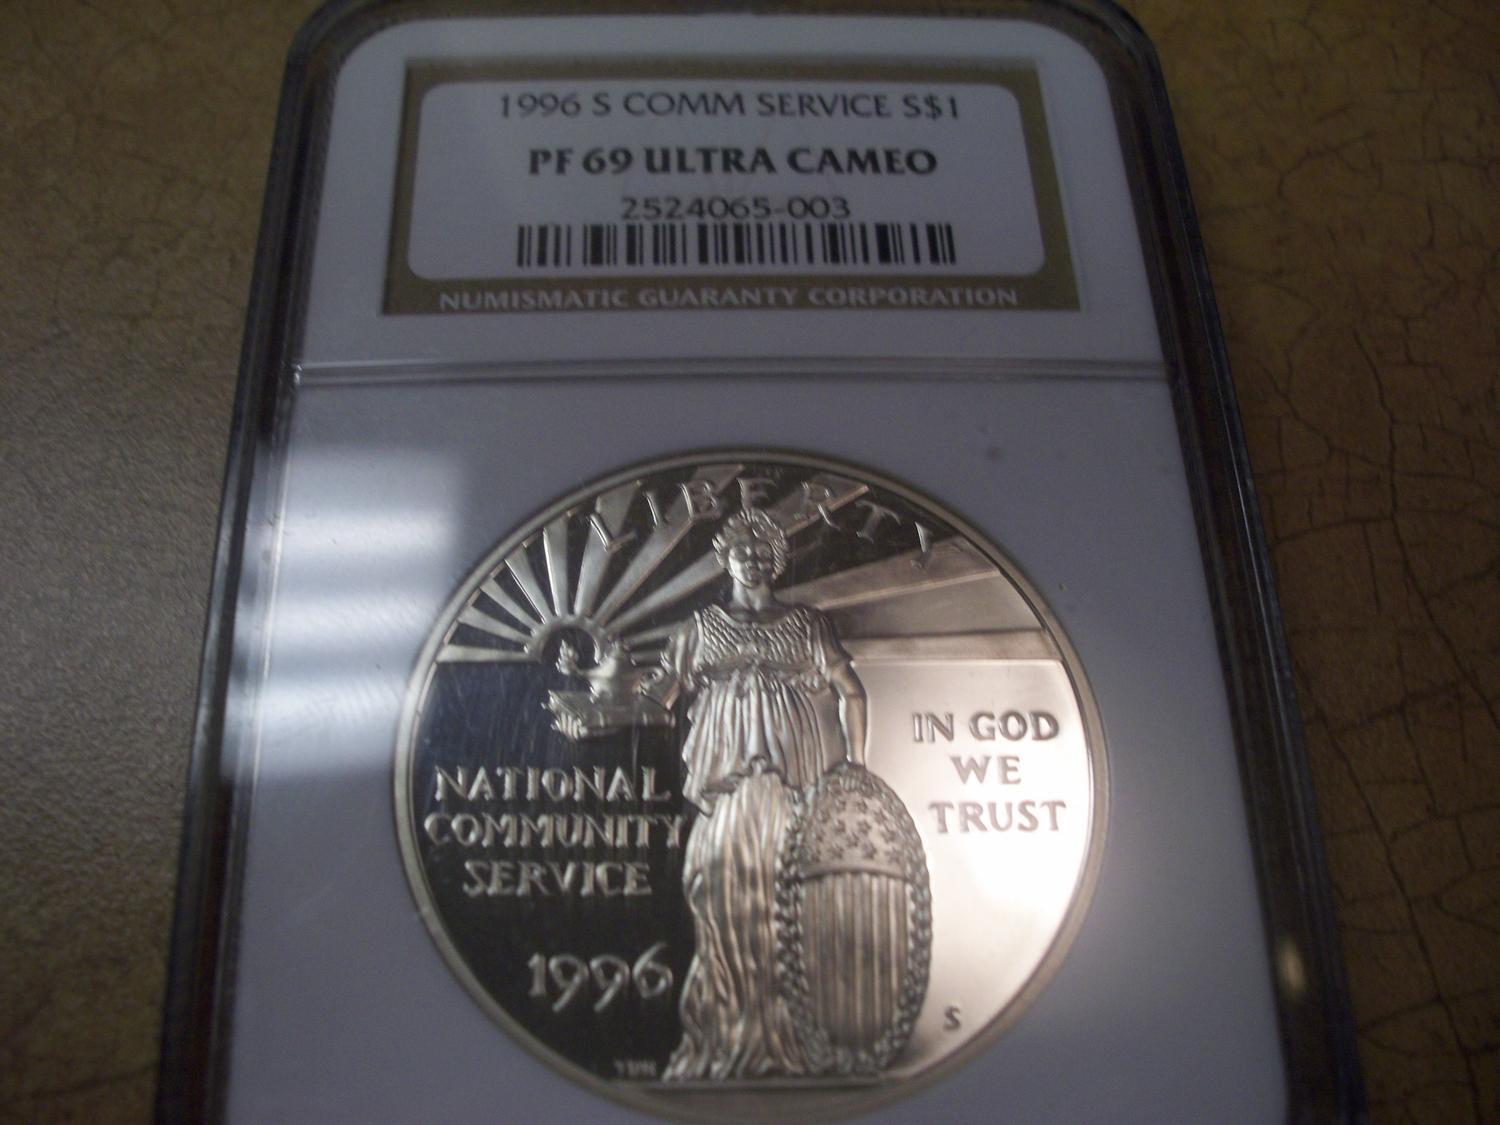 1996 S COMM SERVICE S$1
PF 69 ULTRA CAMEO
2524065-003
NUMISMATIC GUARANTY CORPORATION
LIBERTY
IN GOD
WE
TRUST
NATIONAL
COMMUNITY
SERVICE
1996
S